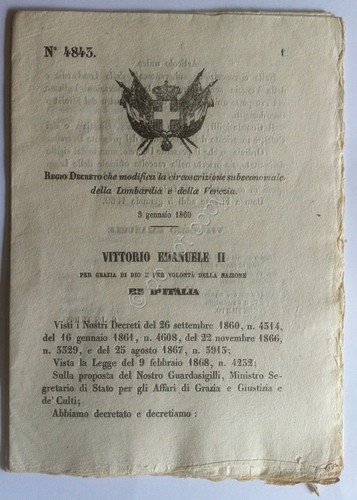 N° 4843.
1
REGIO DECRETO che modifica la circoscrizione subeconomale
della Lombardia e della Venezia.
3 gennaio 1869
VITTORIO EMANUELE II
PER GRAZIA DI DIO E PER VOLONTÀ DELLA NAZIONE
RE D'ITALIA
Visti i Nostri Decreti del 26 settembre 1860, n. 4314,
del 16 gennaio 1861, n. 4608, del 22 novembre 1866,
n. 3329, e del 25 agosto 1867, n. 3915;
Vista la Legge del 9 febbraio 1868, n. 4232;
Sulla proposta del Nostro Guardasigilli, Ministro Se-
gretario di Stato per gli Affari di Grazia e Giustizia e
de' Culti;
Abbiamo decretato e decretiamo: